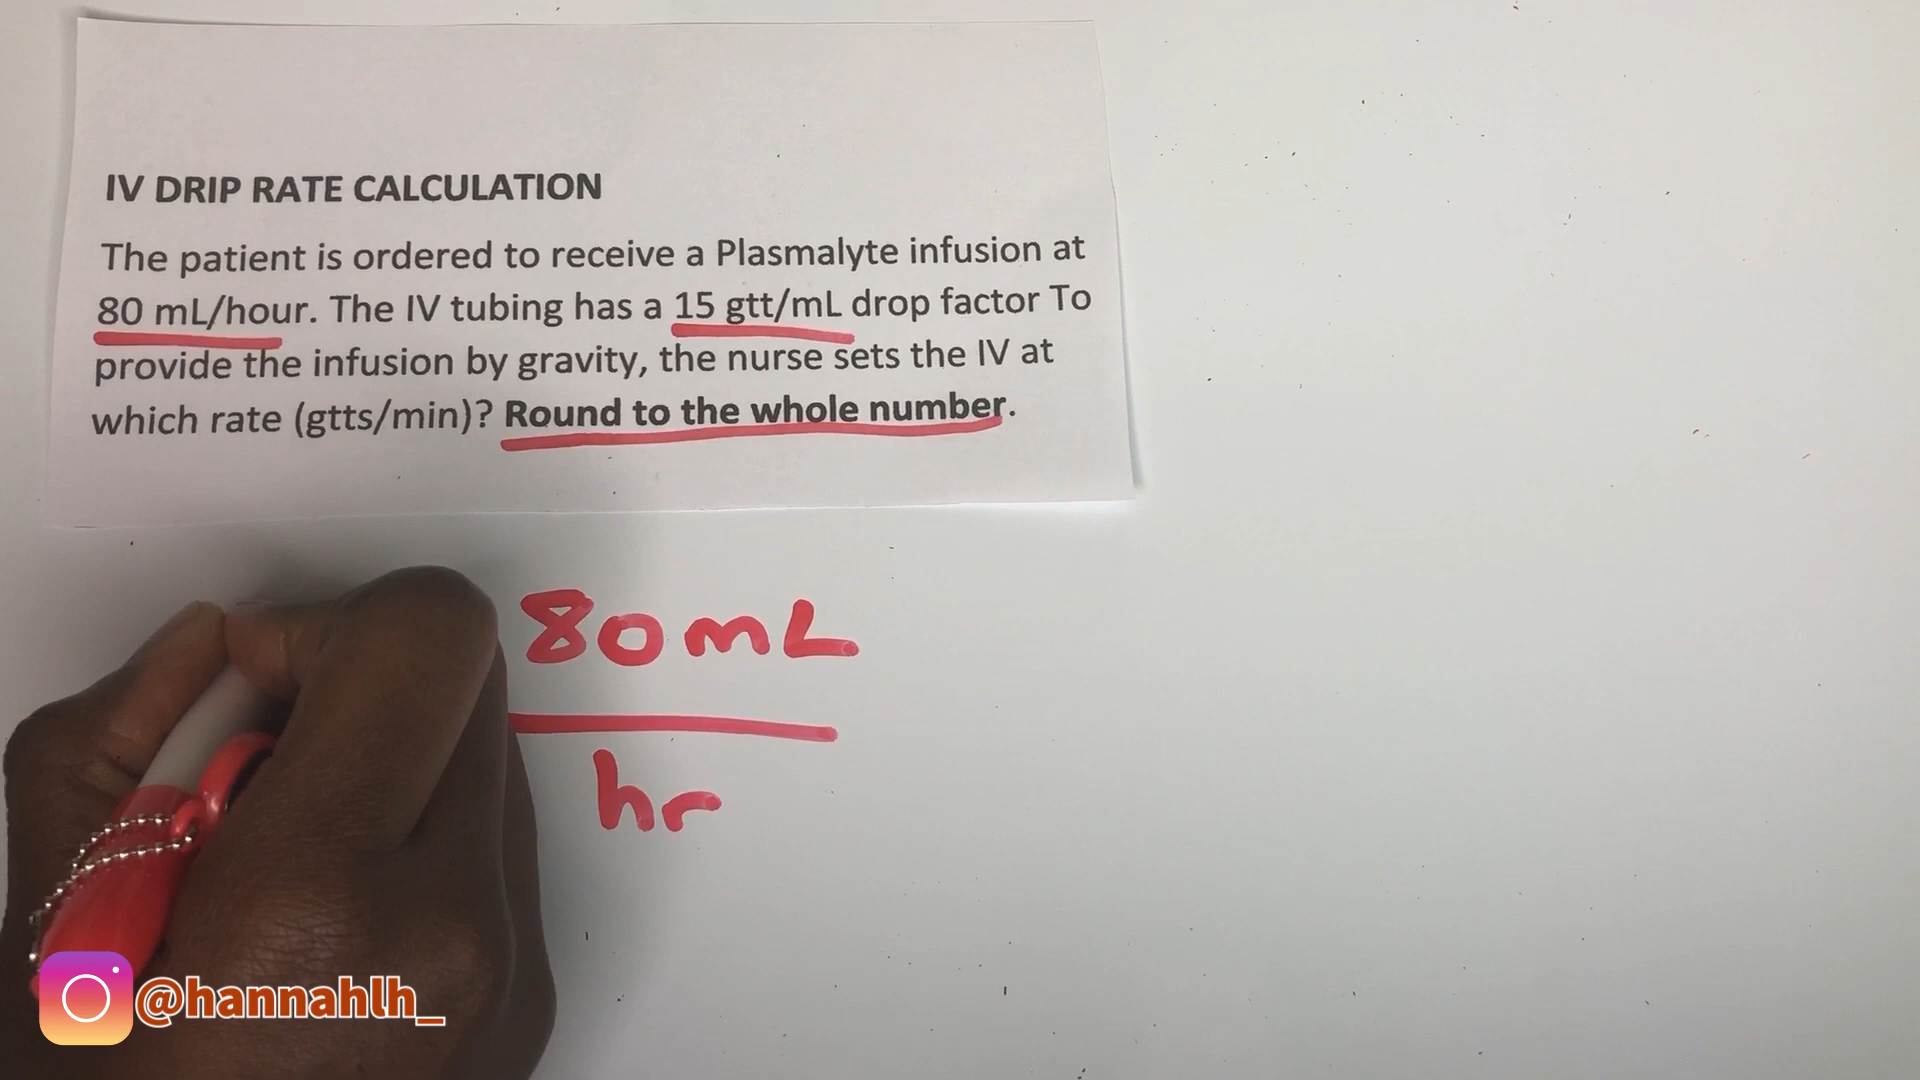 IV DRIP RATE CALCULATION
The patient is ordered to receive a Plasmalyte infusion at
80 mL/hour. The IV tubing has a 15 gtt/mL drop factor To
provide the infusion by gravity, the nurse sets the IV at
which rate (gtts/min)? Round to the whole number.
80 mL
hr
@hannahlh_